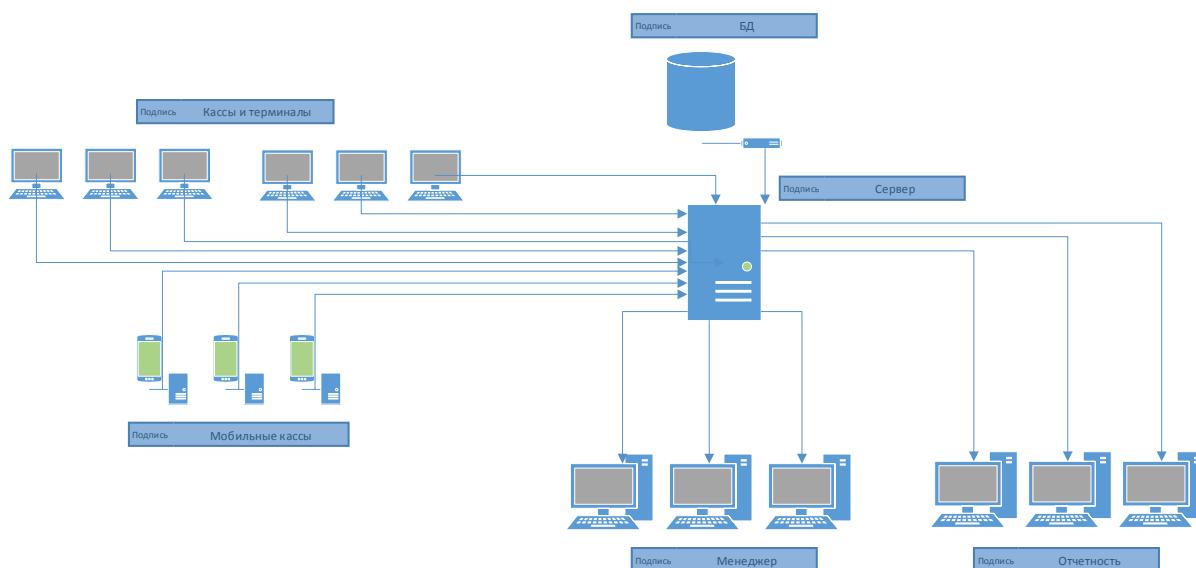 Подпись БД
Подпись Кассы и терминалы
Подпись Сервер
Подпись Мобильные кассы
Подпись Менеджер
Подпись Отчетность